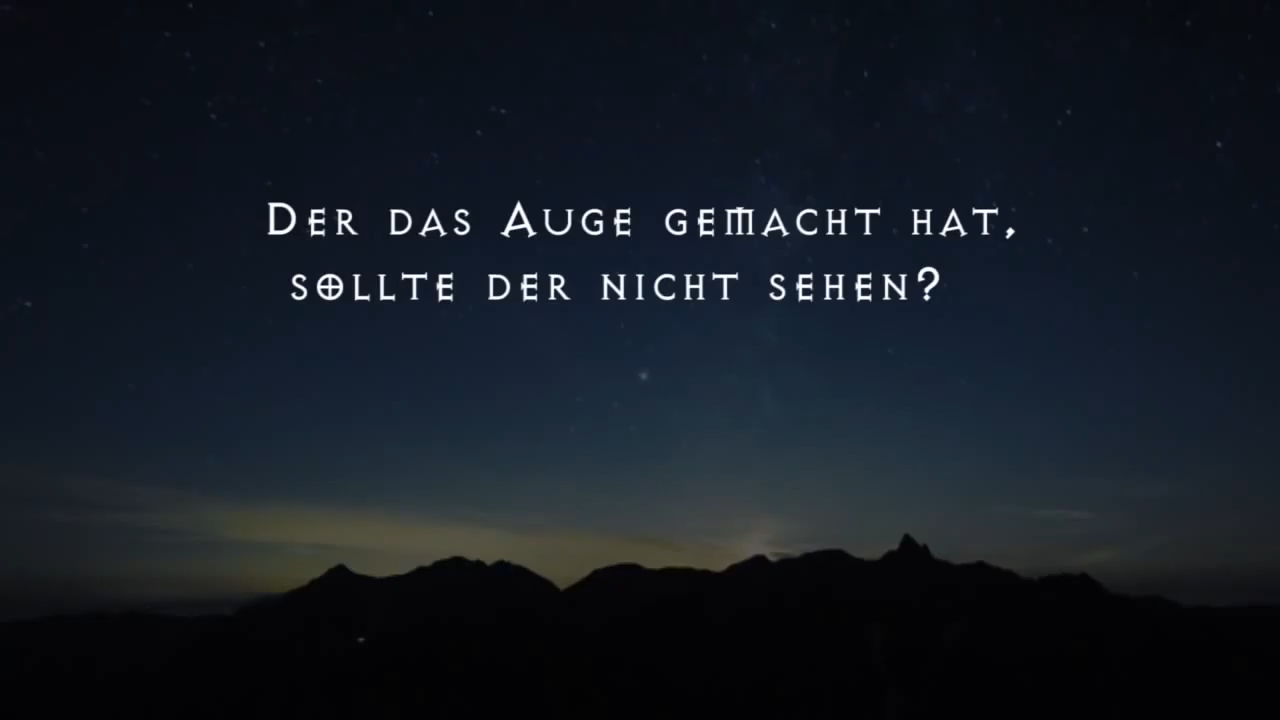 Der das Auge gemacht hat,
sollte der nicht sehen?